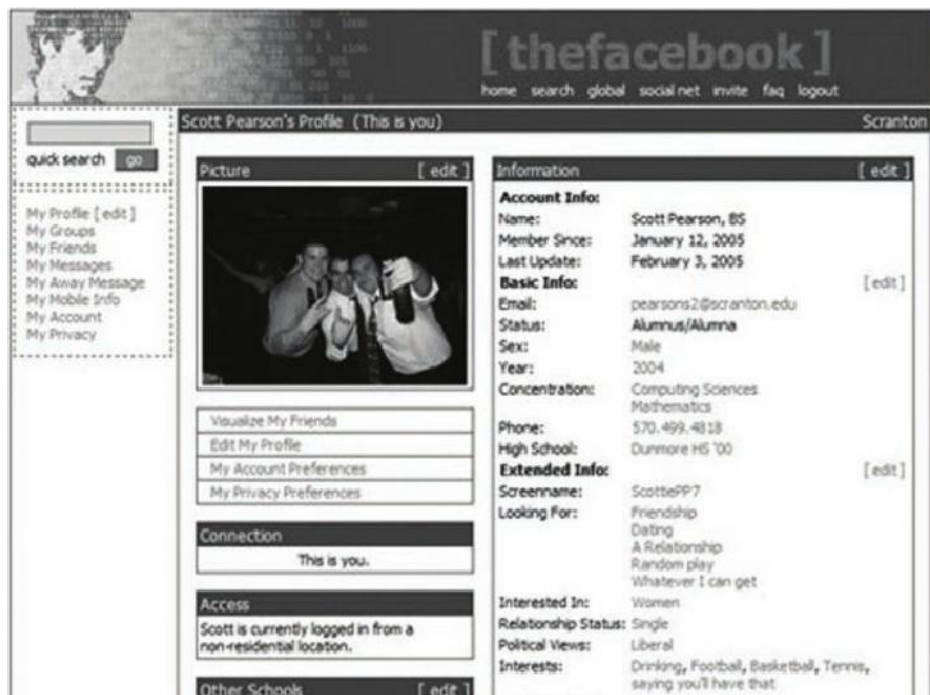 [ thefacebook ]
home search global social net invite faq logout
quick search go
My Profile [ edit ]
My Groups
My Friends
My Messages
My Away Message
My Mobile Info
My Account
My Privacy
Scott Pearson's Profile (This is you) Scranton
Picture [ edit ]
Visualize My Friends
Edit My Profile
My Account Preferences
My Privacy Preferences
Connection
This is you.
Access
Scott is currently logged in from a
non-residential location.
Other Schools [ edit ]
Information [ edit ]
Account Info:
Name: Scott Pearson, BS
Member Since: January 12, 2005
Last Update: February 3, 2005
Basic Info: [ edit ]
Email: pearsons2@scranton.edu
Status: Alumnus/Alumna
Sex: Male
Year: 2004
Concentration: Computing Sciences
Mathematics
Phone: 570.499.4818
High School: Dunmore HS '00
Extended Info: [ edit ]
Screenname: ScottiePP7
Looking For: Friendship
Dating
A Relationship
Random play
Whatever I can get
Interested In: Women
Relationship Status: Single
Political Views: Liberal
Interests: Drinking, Football, Basketball, Tennis,
saying you'll have that